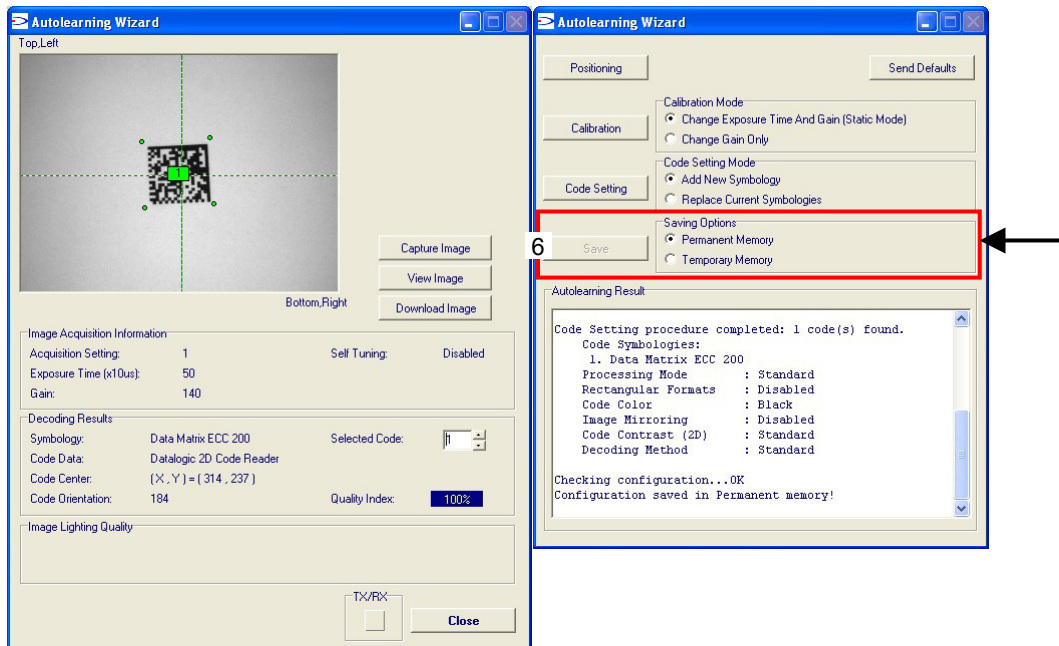 Autolearning Wizard
Top,Left
1
Capture Image
View Image
Bottom,Right
Download Image
Image Acquisition Information
Acquisition Setting: 1 Self Tuning: Disabled
Exposure Time (x10us): 50
Gain: 140
Decoding Results
Symbology: Data Matrix ECC 200 Selected Code: 1
Code Data: Datalogic 2D Code Reader
Code Center: ( X , Y ) = ( 314 , 237 )
Code Orientation: 184 Quality Index: 100%
Image Lighting Quality
TX/RX
Close
Autolearning Wizard
Positioning Send Defaults
Calibration Mode
Calibration Change Exposure Time And Gain (Static Mode)
Change Gain Only
Code Setting Mode
Code Setting Add New Symbology
Replace Current Symbologies
Saving Options
6 Save Permanent Memory
Temporary Memory
Autolearning Result
Code Setting procedure completed: 1 code(s) found.
Code Symbologies:
1. Data Matrix ECC 200
Processing Mode : Standard
Rectangular Formats : Disabled
Code Color : Black
Image Mirroring : Disabled
Code Contrast (2D) : Standard
Decoding Method : Standard
Checking configuration...OK
Configuration saved in Permanent memory!